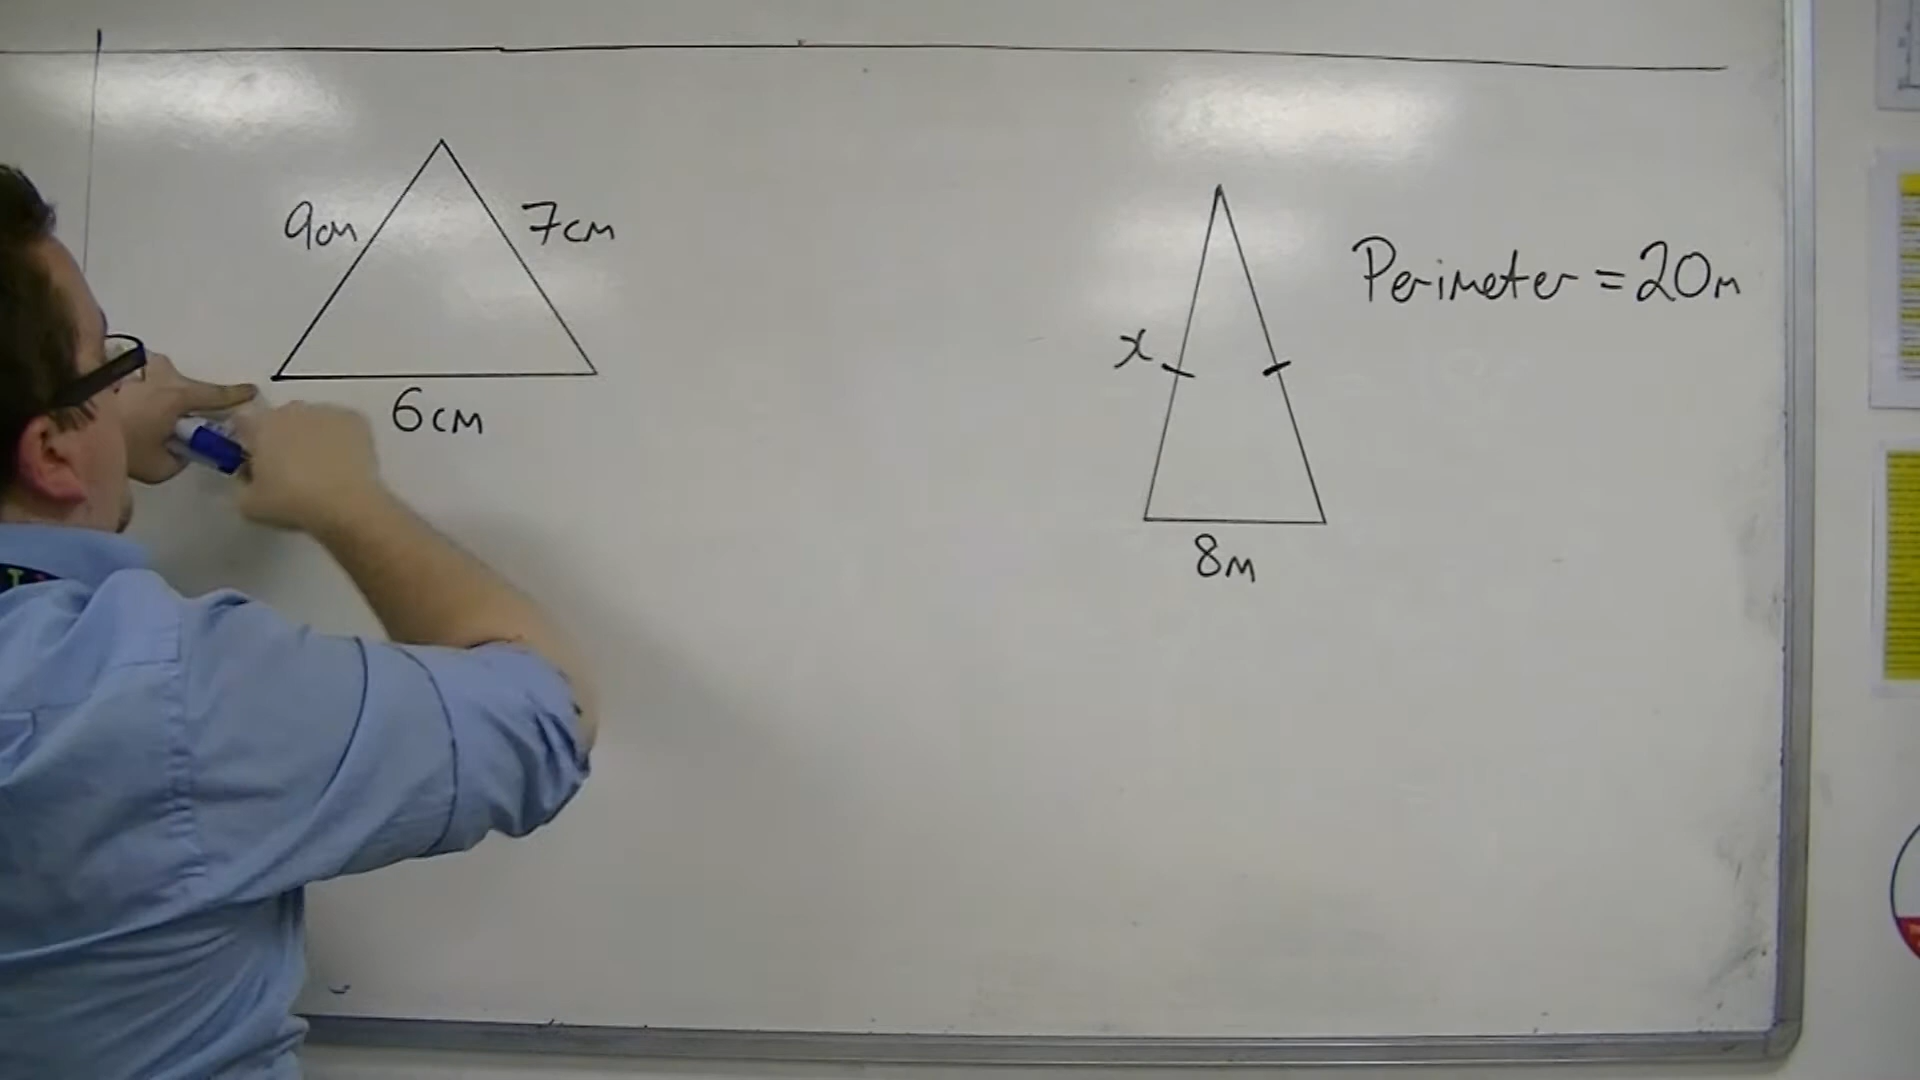 9cm
7cm
6cm
x
Perimeter = 20m
8m